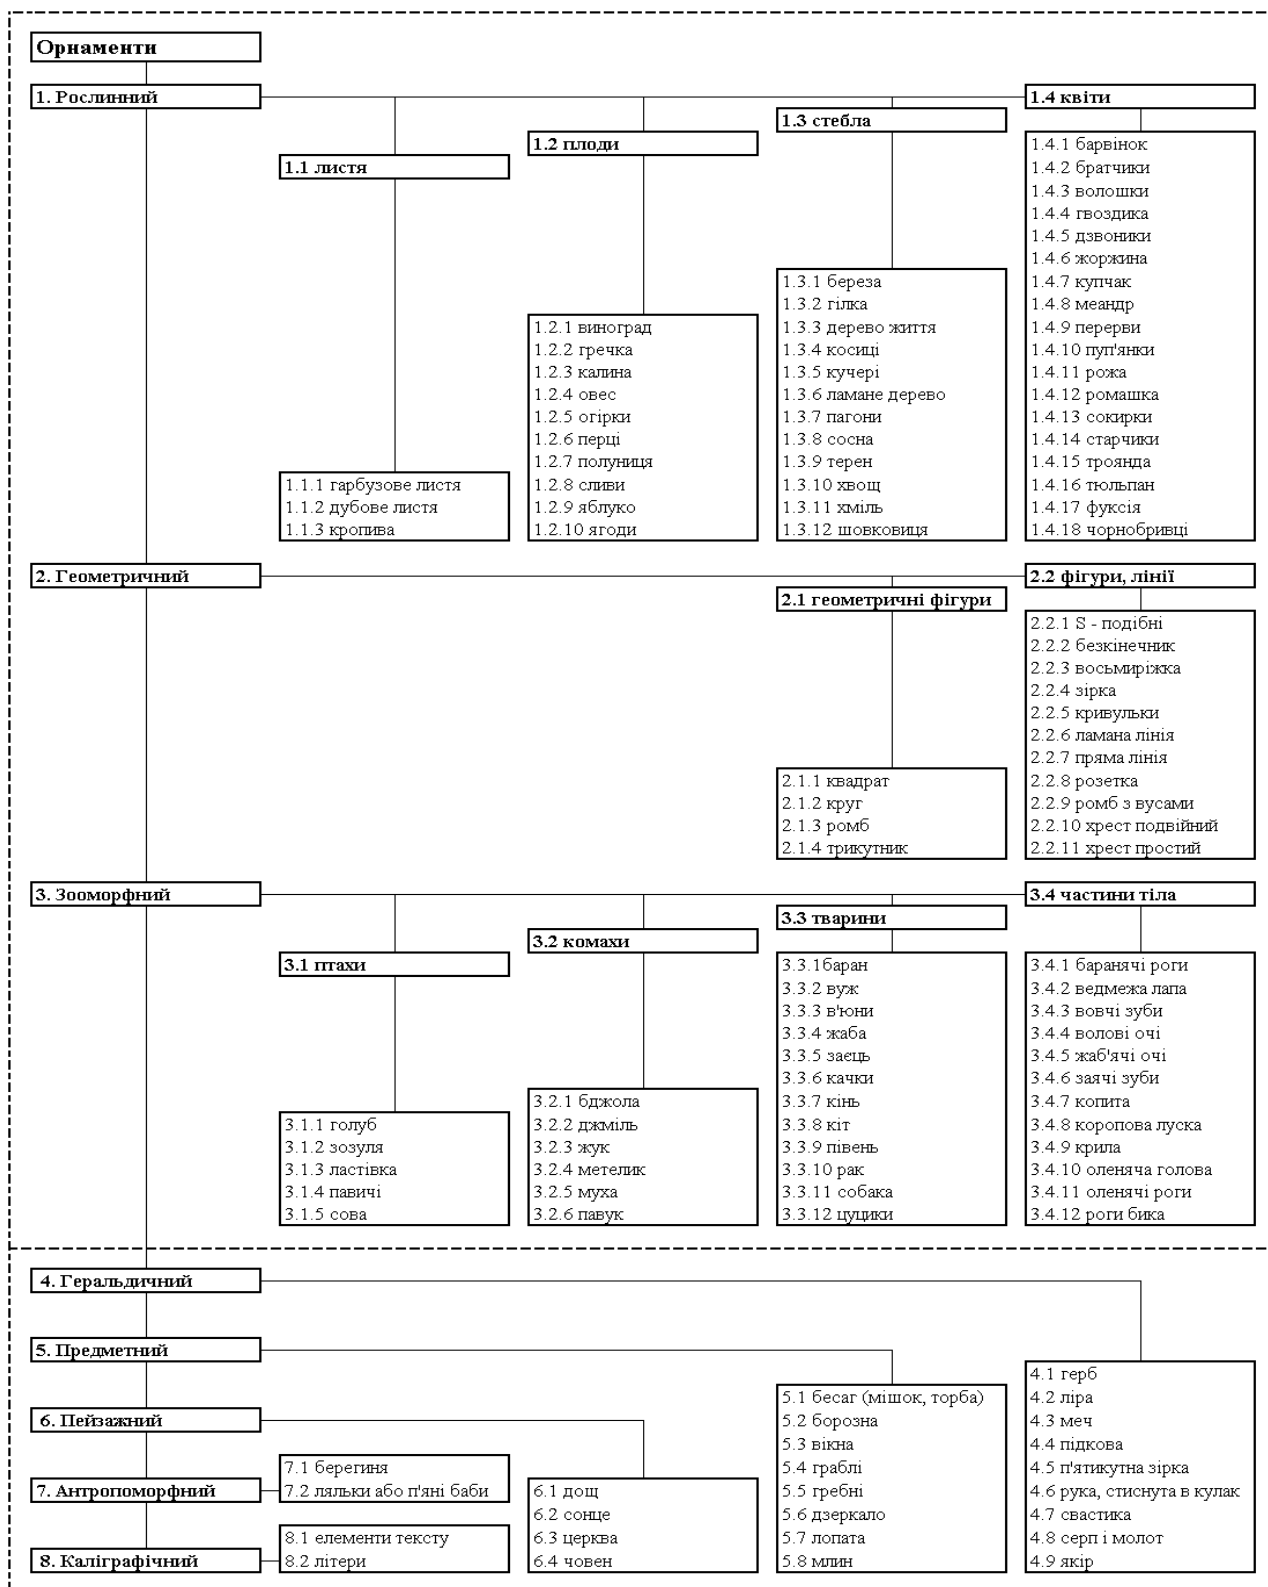 Орнаменти
1. Рослинний
1.1 листя
1.1.1 гарбузове листя
1.1.2 дубове листя
1.1.3 кропива
1.2 плоди
1.2.1 виноград
1.2.2 гречка
1.2.3 калина
1.2.4 овес
1.2.5 огірки
1.2.6 перці
1.2.7 полуниця
1.2.8 сливи
1.2.9 яблуко
1.2.10 ягоди
1.3 стебла
1.3.1 береза
1.3.2 гілка
1.3.3 дерево життя
1.3.4 косиці
1.3.5 кучері
1.3.6 ламане дерево
1.3.7 пагони
1.3.8 сосна
1.3.9 терен
1.3.10 хвощ
1.3.11 хміль
1.3.12 шовковиця
1.4 квіти
1.4.1 барвінок
1.4.2 братчики
1.4.3 волошки
1.4.4 гвоздика
1.4.5 дзвоники
1.4.6 жоржина
1.4.7 купчак
1.4.8 меандр
1.4.9 перерви
1.4.10 пуп'янки
1.4.11 рожа
1.4.12 ромашка
1.4.13 сокирки
1.4.14 старчики
1.4.15 троянда
1.4.16 тюльпан
1.4.17 фуксія
1.4.18 чорнобривці
2. Геометричний
2.1 геометричні фігури
2.1.1 квадрат
2.1.2 круг
2.1.3 ромб
2.1.4 трикутник
2.2 фігури, лінії
2.2.1 S - подібні
2.2.2 безкінечник
2.2.3 восьмиріжка
2.2.4 зірка
2.2.5 кривульки
2.2.6 ламана лінія
2.2.7 пряма лінія
2.2.8 розетка
2.2.9 ромб з вусами
2.2.10 хрест подвійний
2.2.11 хрест простий
3. Зооморфний
3.1 птахи
3.1.1 голуб
3.1.2 зозуля
3.1.3 ластівка
3.1.4 павичі
3.1.5 сова
3.2 комахи
3.2.1 бджола
3.2.2 джміль
3.2.3 жук
3.2.4 метелик
3.2.5 муха
3.2.6 павук
3.3 тварини
3.3.1баран
3.3.2 вуж
3.3.3 в'юни
3.3.4 жаба
3.3.5 заєць
3.3.6 качки
3.3.7 кінь
3.3.8 кіт
3.3.9 півень
3.3.10 рак
3.3.11 собака
3.3.12 цуцики
3.4 частини тіла
3.4.1 баранячі роги
3.4.2 ведмежа лапа
3.4.3 вовчі зуби
3.4.4 волові очі
3.4.5 жаб'ячі очі
3.4.6 заячі зуби
3.4.7 копита
3.4.8 коропова луска
3.4.9 крила
3.4.10 оленяча голова
3.4.11 оленячі роги
3.4.12 роги бика
4. Геральдичний
4.1 герб
4.2 ліра
4.3 меч
4.4 підкова
4.5 п'ятикутна зірка
4.6 рука, стиснута в кулак
4.7 свастика
4.8 серп і молот
4.9 якір
5. Предметний
5.1 бесаг (мішок, торба)
5.2 борозна
5.3 вікна
5.4 граблі
5.5 гребні
5.6 дзеркало
5.7 лопата
5.8 млин
6. Пейзажний
6.1 дощ
6.2 сонце
6.3 церква
6.4 човен
7. Антропоморфний
7.1 берегиня
7.2 ляльки або п'яні баби
8. Каліграфічний
8.1 елементи тексту
8.2 літери